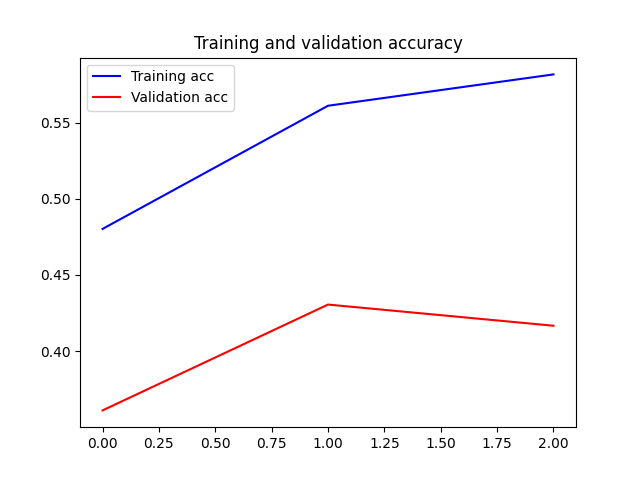 Training and validation accuracy
Training acc
Validation acc
0.55
0.50
0.45
0.40
0.00 0.25 0.50 0.75 1.00 1.25 1.50 1.75 2.00